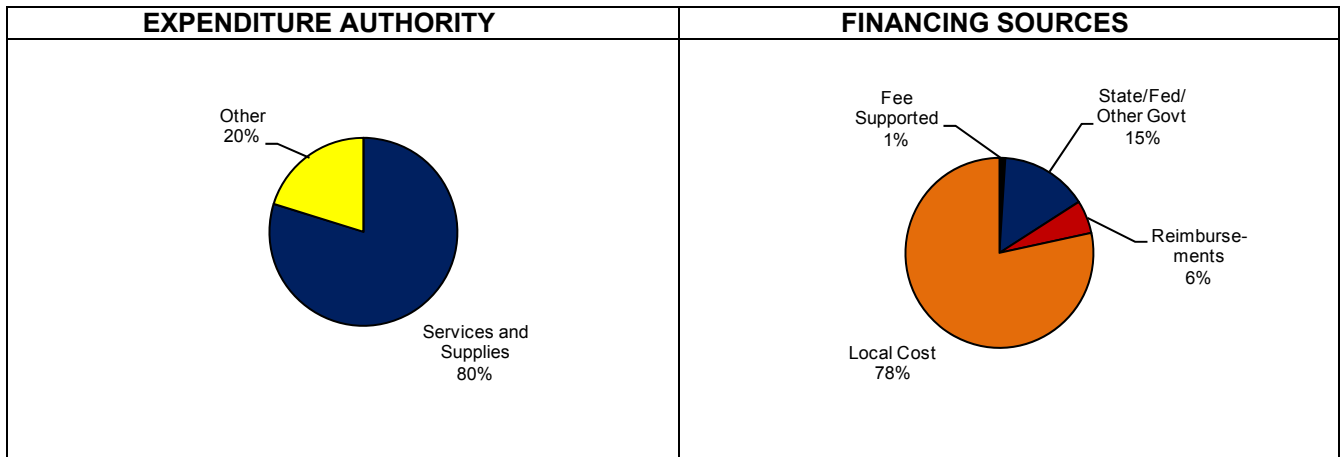 EXPENDITURE AUTHORITY
Other
20%
Services and
Supplies
80%
FINANCING SOURCES
Fee
Supported
1%
State/Fed/
Other Govt
15%
Reimburse-
ments
6%
Local Cost
78%